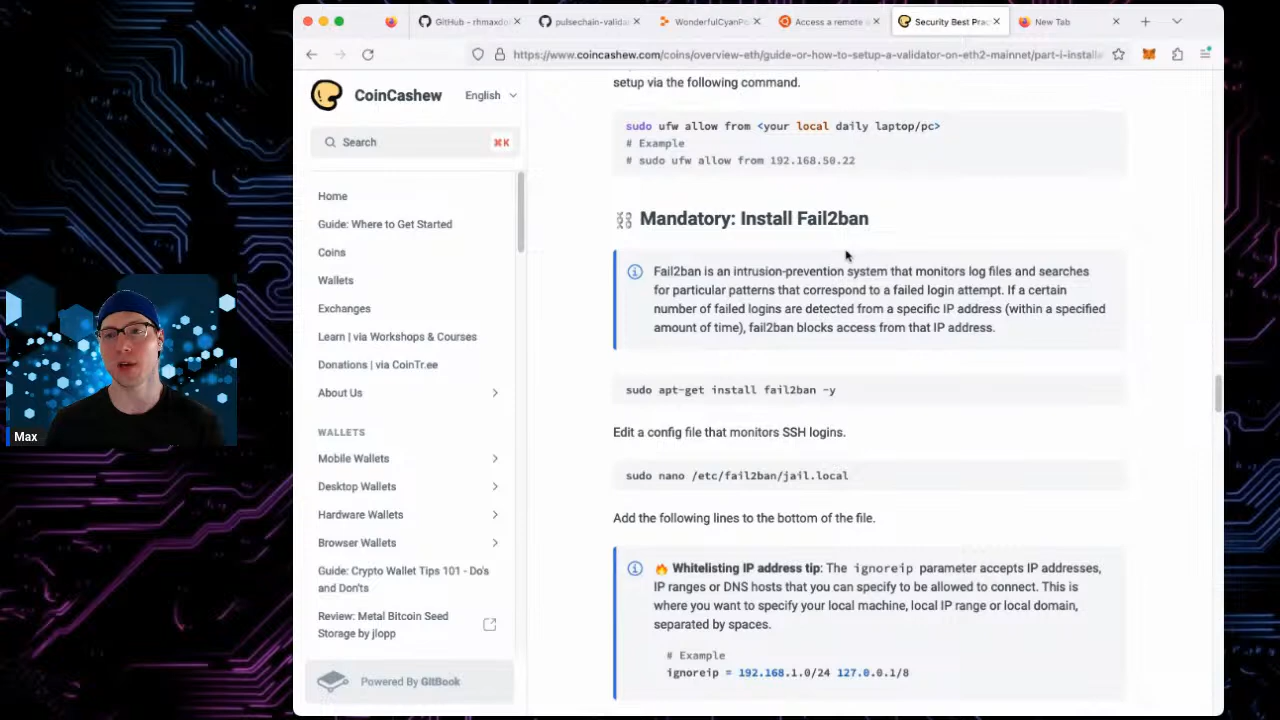 GitHub - rhmaxdo
pulsechain-valida
WonderfulCyanPo
Access a remote
Security Best Prac
New Tab
https://www.coincashew.com/coins/overview-eth/guide-or-how-to-setup-a-validator-on-eth2-mainnet/part-i-installa
CoinCashew
English
Search
⌘K
Home
Guide: Where to Get Started
Coins
Wallets
Exchanges
Learn | via Workshops & Courses
Donations | via CoinTr.ee
About Us
WALLETS
Mobile Wallets
Desktop Wallets
Hardware Wallets
Browser Wallets
Guide: Crypto Wallet Tips 101 - Do's
and Don'ts
Review: Metal Bitcoin Seed
Storage by jlopp
Powered By GitBook
setup via the following command.
sudo ufw allow from <your local daily laptop/pc>
# Example
# sudo ufw allow from 192.168.50.22
Mandatory: Install Fail2ban
Fail2ban is an intrusion-prevention system that monitors log files and searches
for particular patterns that correspond to a failed login attempt. If a certain
number of failed logins are detected from a specific IP address (within a specified
amount of time), fail2ban blocks access from that IP address.
sudo apt-get install fail2ban -y
Edit a config file that monitors SSH logins.
sudo nano /etc/fail2ban/jail.local
Add the following lines to the bottom of the file.
🔥 Whitelisting IP address tip: The ignoreip parameter accepts IP addresses,
IP ranges or DNS hosts that you can specify to be allowed to connect. This is
where you want to specify your local machine, local IP range or local domain,
separated by spaces.
# Example
ignoreip = 192.168.1.0/24 127.0.0.1/8
Max